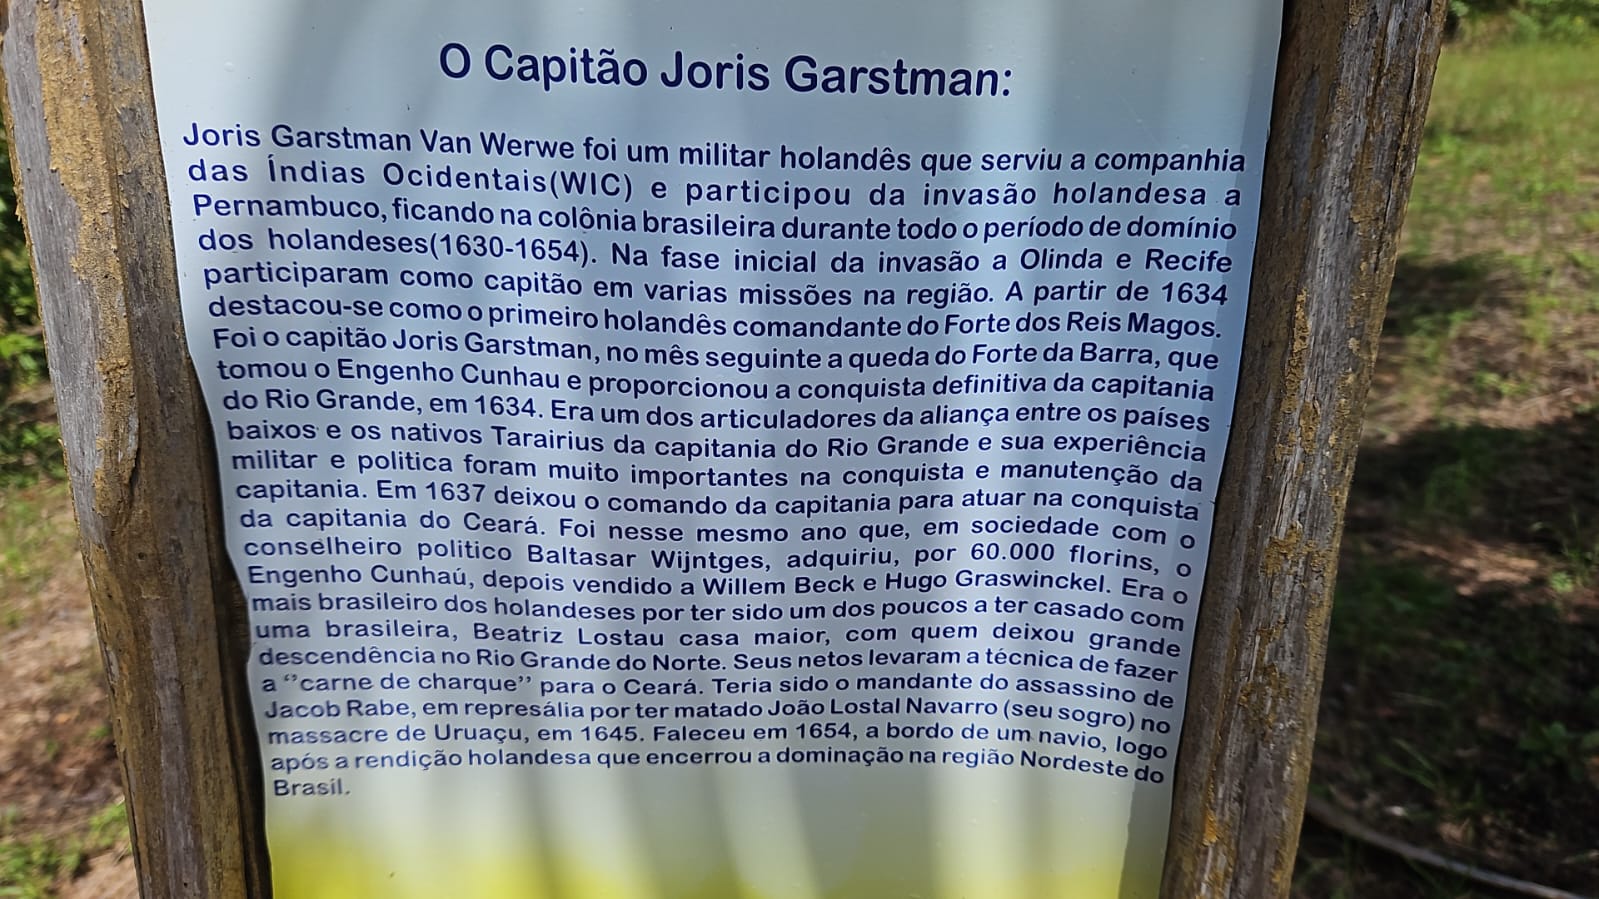 O Capitão Joris Garstman:
Joris Garstman Van Werwe foi um militar holandês que serviu a companhia
das Índias Ocidentais(WIC) e participou da invasão holandesa a
Pernambuco, ficando na colônia brasileira durante todo o período de domínio
dos holandeses(1630-1654). Na fase inicial da invasão a Olinda e Recife
participaram como capitão em varias missões na região. A partir de 1634
destacou-se como o primeiro holandês comandante do Forte dos Reis Magos.
Foi o capitão Joris Garstman, no mês seguinte a queda do Forte da Barra, que
tomou o Engenho Cunhau e proporcionou a conquista definitiva da capitania
do Rio Grande, em 1634. Era um dos articuladores da aliança entre os países
baixos e os nativos Tarairius da capitania do Rio Grande e sua experiência
militar e politica foram muito importantes na conquista e manutenção da
capitania. Em 1637 deixou o comando da capitania para atuar na conquista
da capitania do Ceará. Foi nesse mesmo ano que, em sociedade com o
conselheiro politico Baltasar Wijntges, adquiriu, por 60.000 florins, o
Engenho Cunhaú, depois vendido a Willem Beck e Hugo Graswinckel. Era o
mais brasileiro dos holandeses por ter sido um dos poucos a ter casado com
uma brasileira, Beatriz Lostau casa maior, com quem deixou grande
descendência no Rio Grande do Norte. Seus netos levaram a técnica de fazer
a ‘’carne de charque’’ para o Ceará. Teria sido o mandante do assassino de
Jacob Rabe, em represália por ter matado João Lostal Navarro (seu sogro) no
massacre de Uruaçu, em 1645. Faleceu em 1654, a bordo de um navio, logo
após a rendição holandesa que encerrou a dominação na região Nordeste do
Brasil.